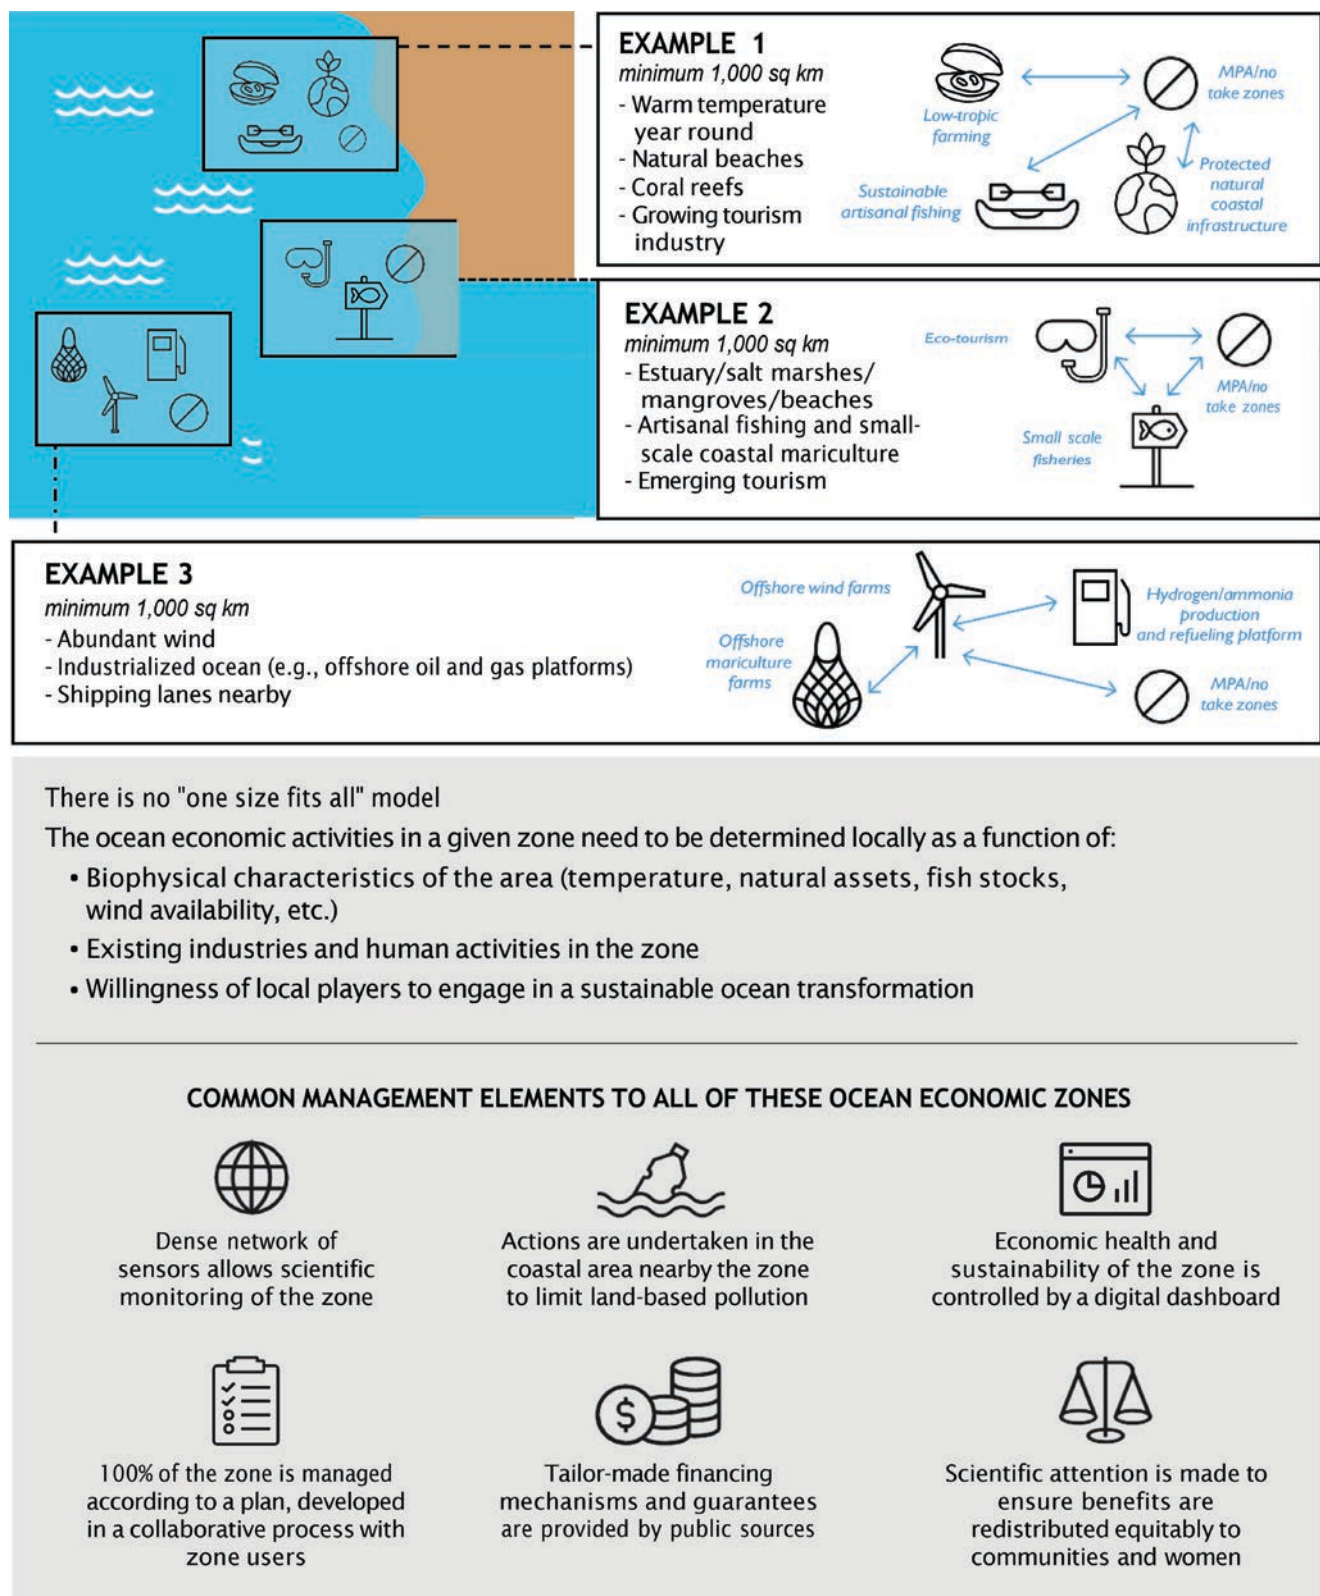 EXAMPLE 1
minimum 1,000 sq km
- Warm temperature
year round
- Natural beaches
- Coral reefs
- Growing tourism
industry
Low-tropic
farming
MPA/no
take zones
Sustainable
artisanal fishing
Protected
natural
coastal
infrastructure
EXAMPLE 2
minimum 1,000 sq km
- Estuary/salt marshes/
mangroves/beaches
- Artisanal fishing and small-
scale coastal mariculture
- Emerging tourism
Eco-tourism
MPA/no
take zones
Small scale
fisheries
EXAMPLE 3
minimum 1,000 sq km
- Abundant wind
- Industrialized ocean (e.g., offshore oil and gas platforms)
- Shipping lanes nearby
Offshore wind farms
Offshore
mariculture
farms
Hydrogen/ammonia
production
and refueling platform
MPA/no
take zones
There is no "one size fits all" model
The ocean economic activities in a given zone need to be determined locally as a function of:
• Biophysical characteristics of the area (temperature, natural assets, fish stocks,
wind availability, etc.)
• Existing industries and human activities in the zone
• Willingness of local players to engage in a sustainable ocean transformation
COMMON MANAGEMENT ELEMENTS TO ALL OF THESE OCEAN ECONOMIC ZONES
Dense network of
sensors allows scientific
monitoring of the zone
Actions are undertaken in the
coastal area nearby the zone
to limit land-based pollution
Economic health and
sustainability of the zone is
controlled by a digital dashboard
100% of the zone is managed
according to a plan, developed
in a collaborative process with
zone users
$
Tailor-made financing
mechanisms and guarantees
are provided by public sources
Scientific attention is made to
ensure benefits are
redistributed equitably to
communities and women